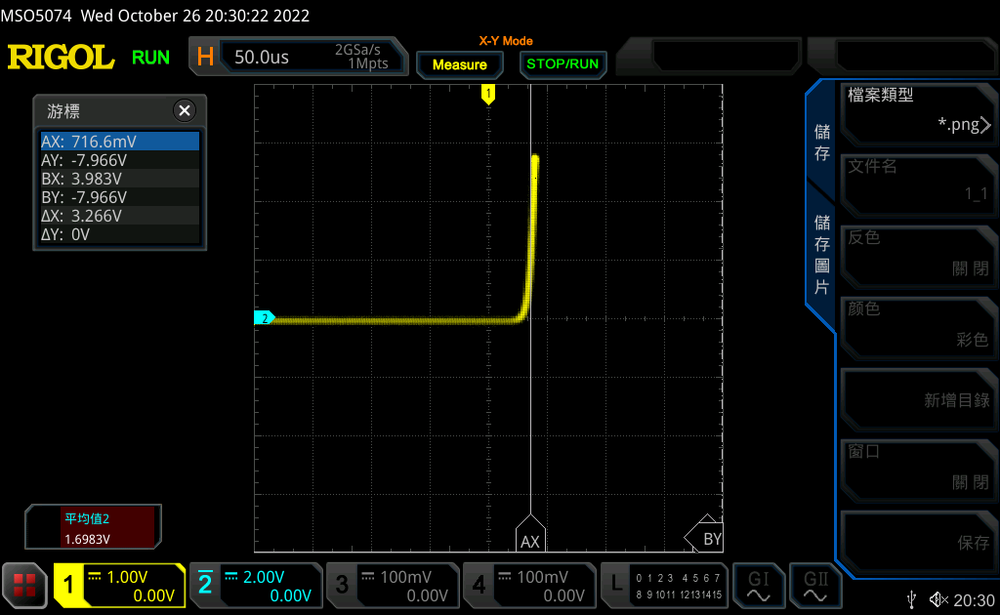 MSO5074 Wed October 26 20:30:22 2022
RIGOL RUN H 50.0us 2GSa/s
1Mpts
X-Y Mode
Measure STOP/RUN
1
游標
AX: 716.6mV
AY: -7.966V
BX: 3.983V
BY: -7.966V
ΔX: 3.266V
ΔY: 0V
2
AX
BY
平均值2
1.6983V
儲存
儲存圖片
檔案類型
*.png
文件名
1_1
反色
關閉
顏色
彩色
新增目錄
窗口
關閉
保存
1 1.00V
0.00V
2 2.00V
0.00V
3 100mV
0.00V
4 100mV
0.00V
L 0 1 2 3 4 5 6 7
8 9 10 11 12 13 14 15
GI
GII
20:30